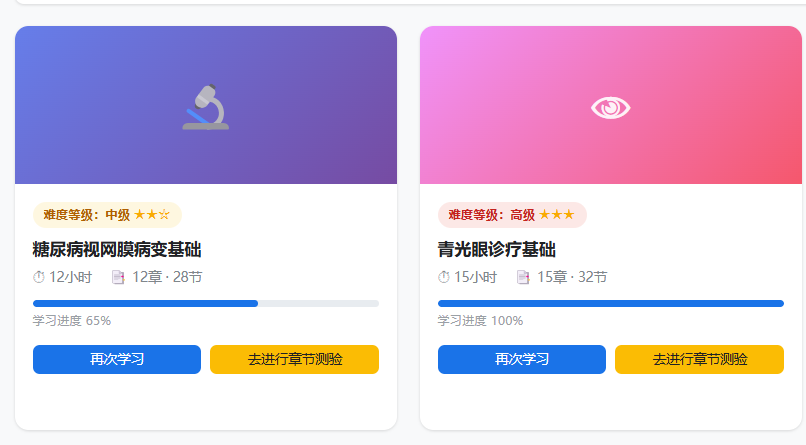 难度等级：中级 ★★☆
糖尿病视网膜病变基础
⏱ 12小时 📑 12章 · 28节
学习进度 65%
再次学习 去进行章节测验
难度等级：高级 ★★★
青光眼诊疗基础
⏱ 15小时 📑 15章 · 32节
学习进度 100%
再次学习 去进行章节测验